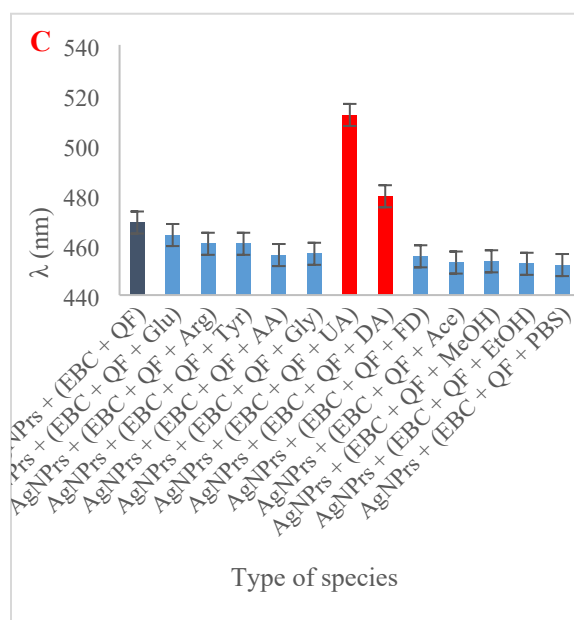 C
540
520
500
480
460
440
λ (nm)
NPrs + (EBC + QF)
Prs + (EBC + QF + Glu)
AgNPrs + (EBC + QF + Arg)
AgNPrs + (EBC + QF + Tyr)
AgNPrs + (EBC + QF + AA)
AgNPrs + (EBC + QF + Gly)
AgNPrs + (EBC + QF + UA)
AgNPrs + (EBC + QF + DA)
AgNPrs + (EBC + QF + FD)
AgNPrs + (EBC + QF + Ace)
AgNPrs + (EBC + QF + MeOH)
AgNPrs + (EBC + QF + EtOH)
AgNPrs + (EBC + QF + PBS)
Type of species